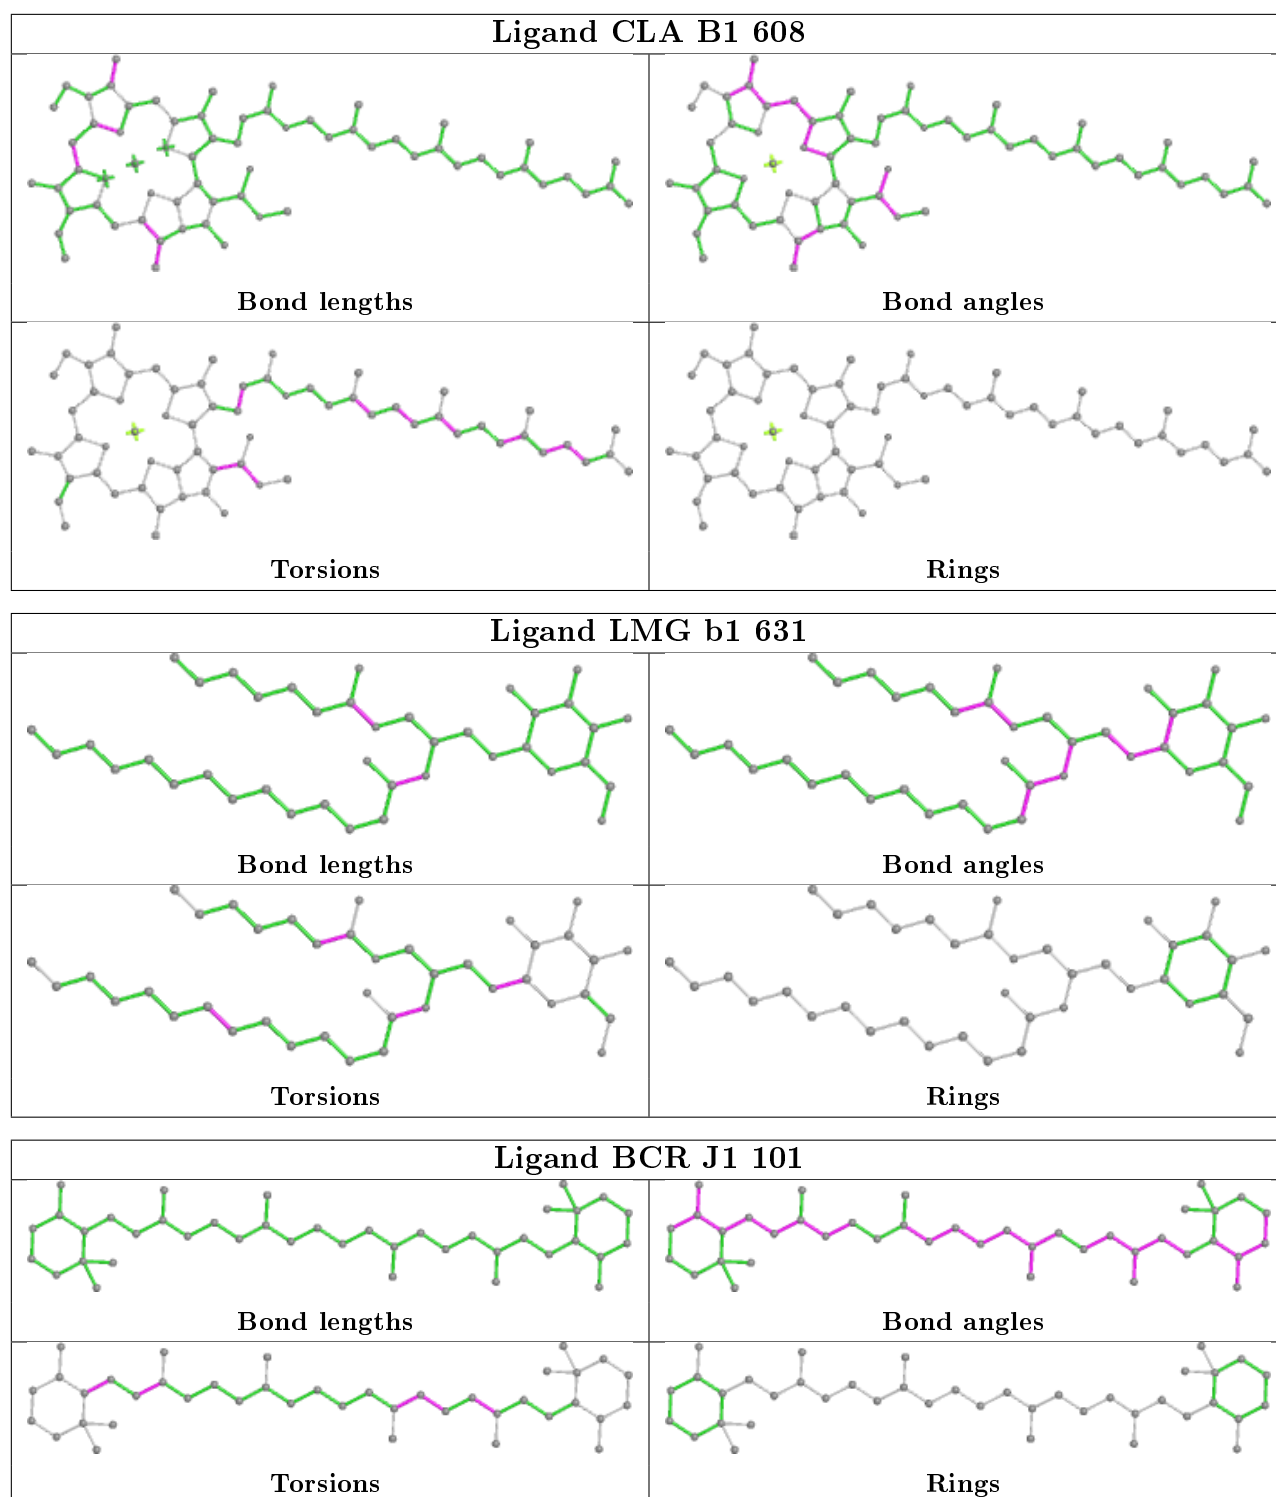 Ligand CLA B1 608
Bond lengths
Bond angles
Torsions
Rings
Ligand LMG b1 631
Bond lengths
Bond angles
Torsions
Rings
Ligand BCR J1 101
Bond lengths
Bond angles
Torsions
Rings